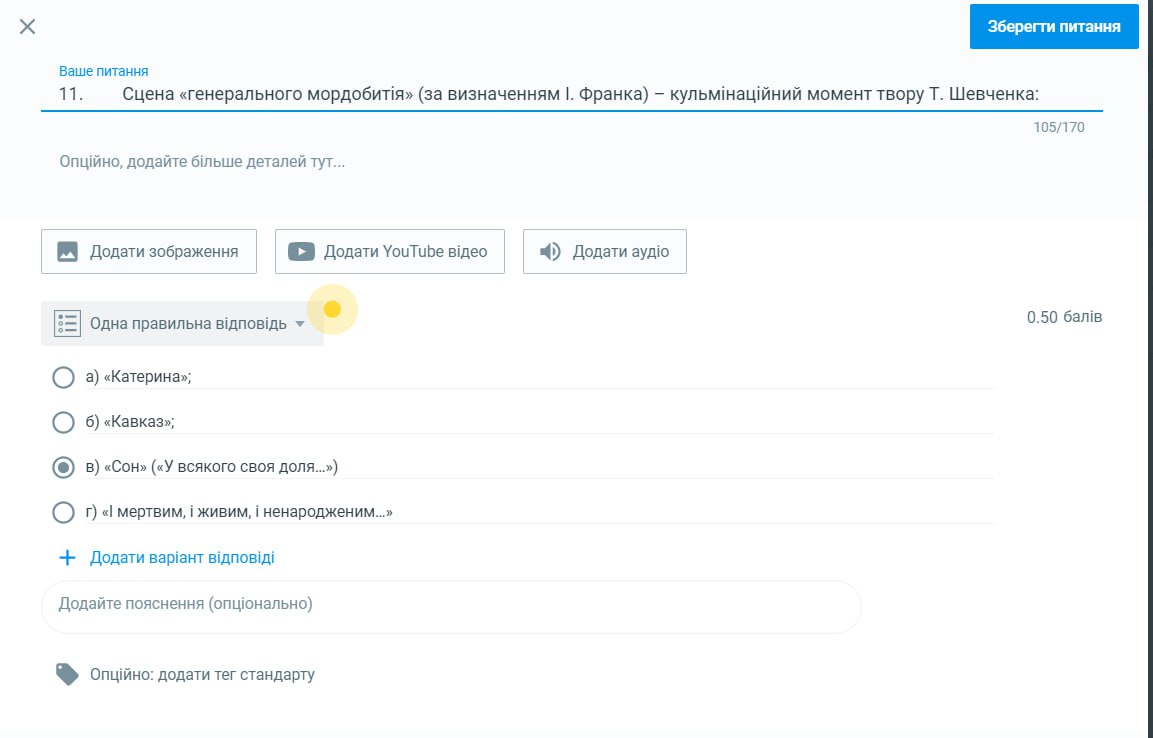 Зберегти питання
Ваше питання
11. Сцена «генерального мордобитія» (за визначенням І. Франка) – кульмінаційний момент твору Т. Шевченка:
105/170
Опційно, додайте більше деталей тут...
Додати зображення Додати YouTube відео Додати аудіо
Одна правильна відповідь 0.50 балів
а) «Катерина»;
б) «Кавказ»;
в) «Сон» («У всякого своя доля…»)
г) «І мертвим, і живим, і ненародженим…»
Додати варіант відповіді
Додайте пояснення (опціонально)
Опційно: додати тег стандарту